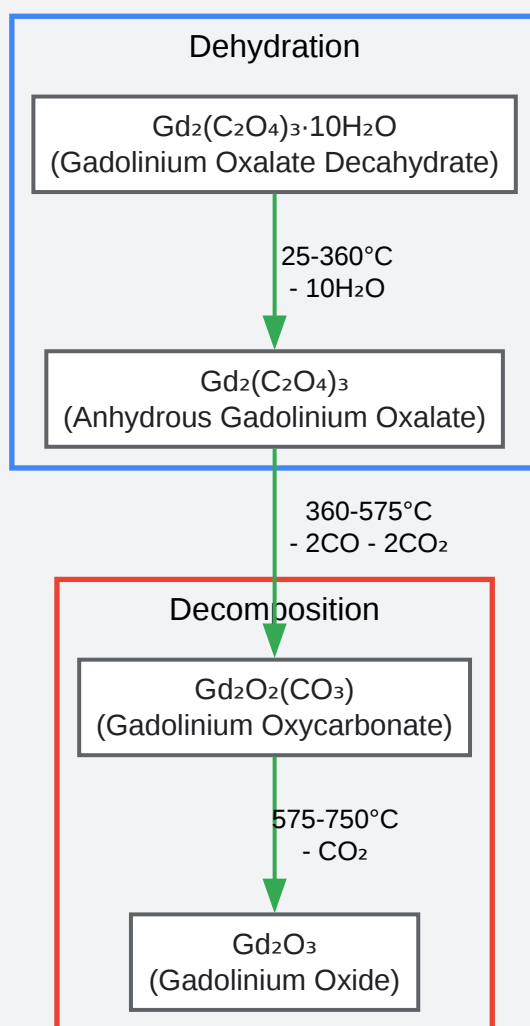 Dehydration
Gd₂(C₂O₄)₃·10H₂O
(Gadolinium Oxalate Decahydrate)
25-360°C
- 10H₂O
Gd₂(C₂O₄)₃
(Anhydrous Gadolinium Oxalate)
360-575°C
- 2CO - 2CO₂
Decomposition
Gd₂O₂(CO₃)
(Gadolinium Oxycarbonate)
575-750°C
- CO₂
Gd₂O₃
(Gadolinium Oxide)